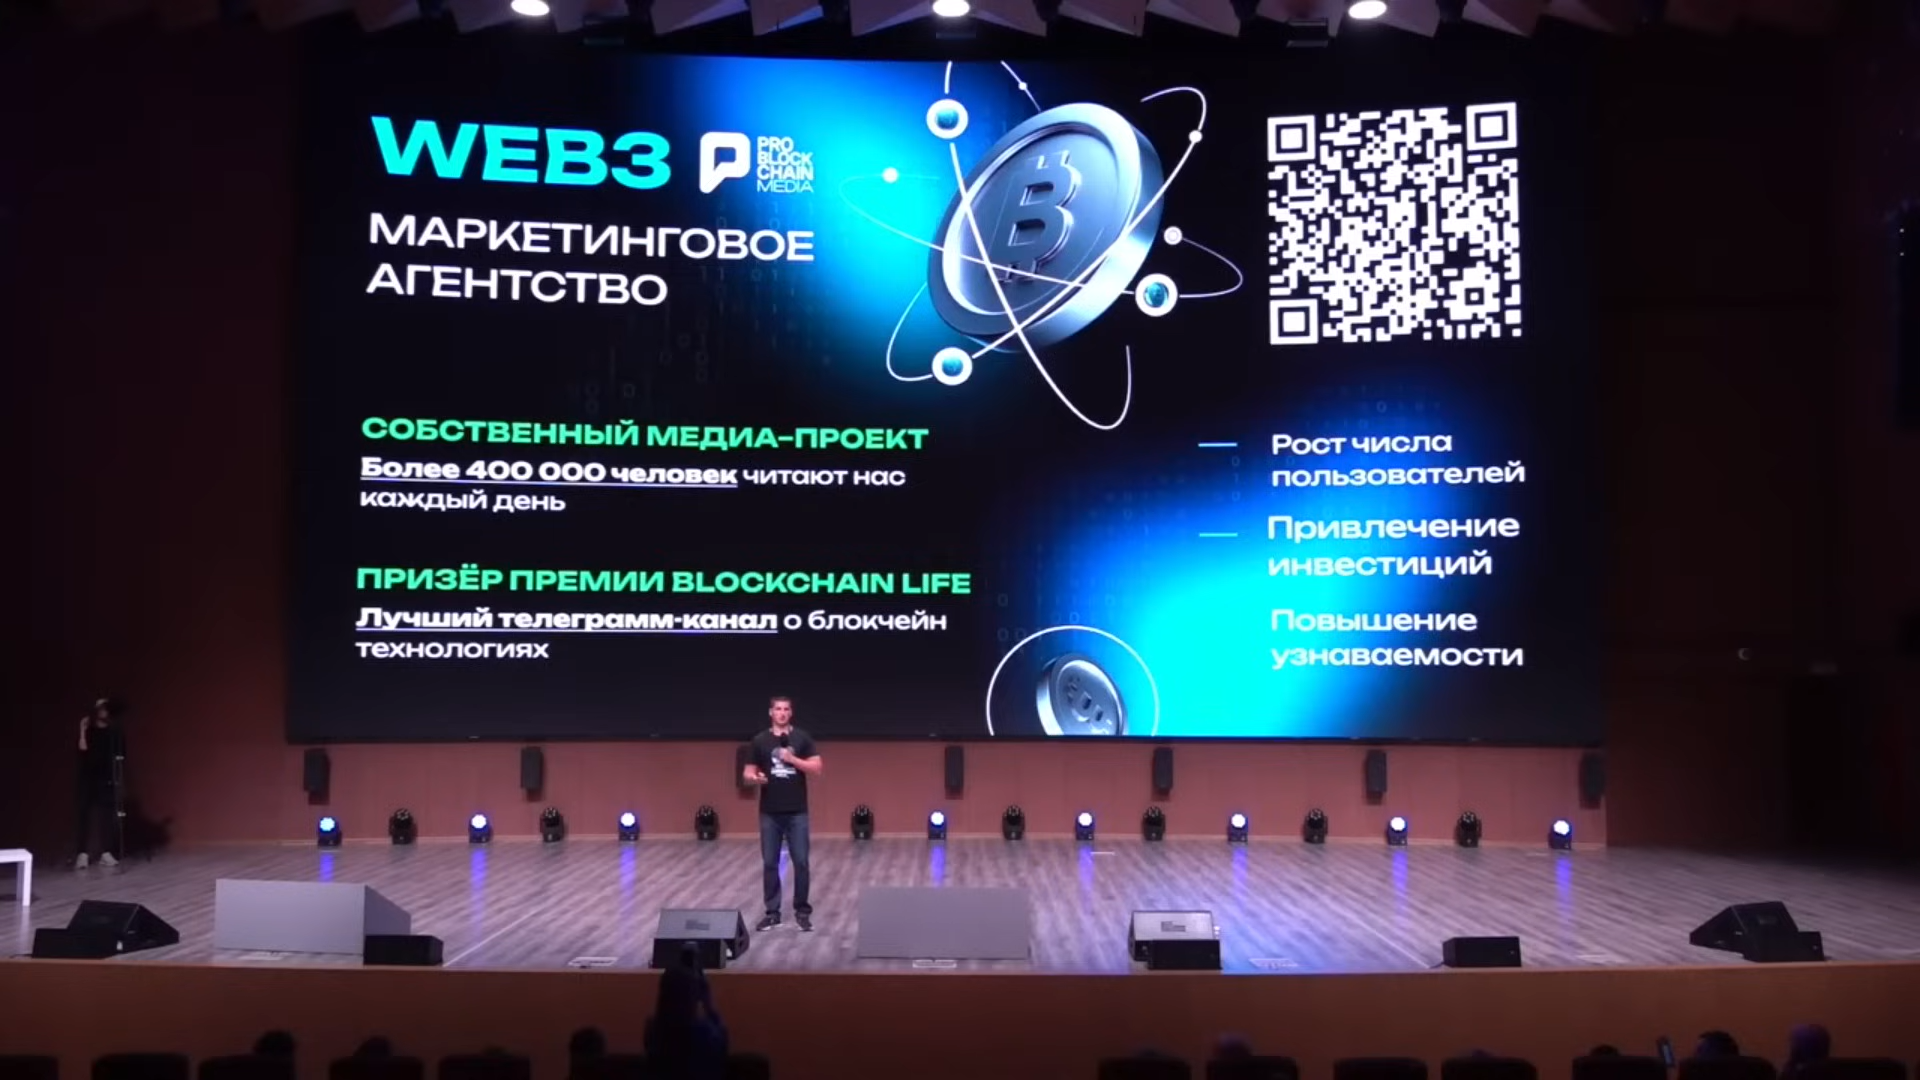 WEB3
PRO
BLOCK
CHAIN
MEDIA
МАРКЕТИНГОВОЕ
АГЕНТСТВО
СОБСТВЕННЫЙ МЕДИА-ПРОЕКТ
Более 400 000 человек читают нас
каждый день
ПРИЗЁР ПРЕМИИ BLOCKCHAIN LIFE
Лучший телеграмм-канал о блокчейн
технологиях
Рост числа
пользователей
Привлечение
инвестиций
Повышение
узнаваемости